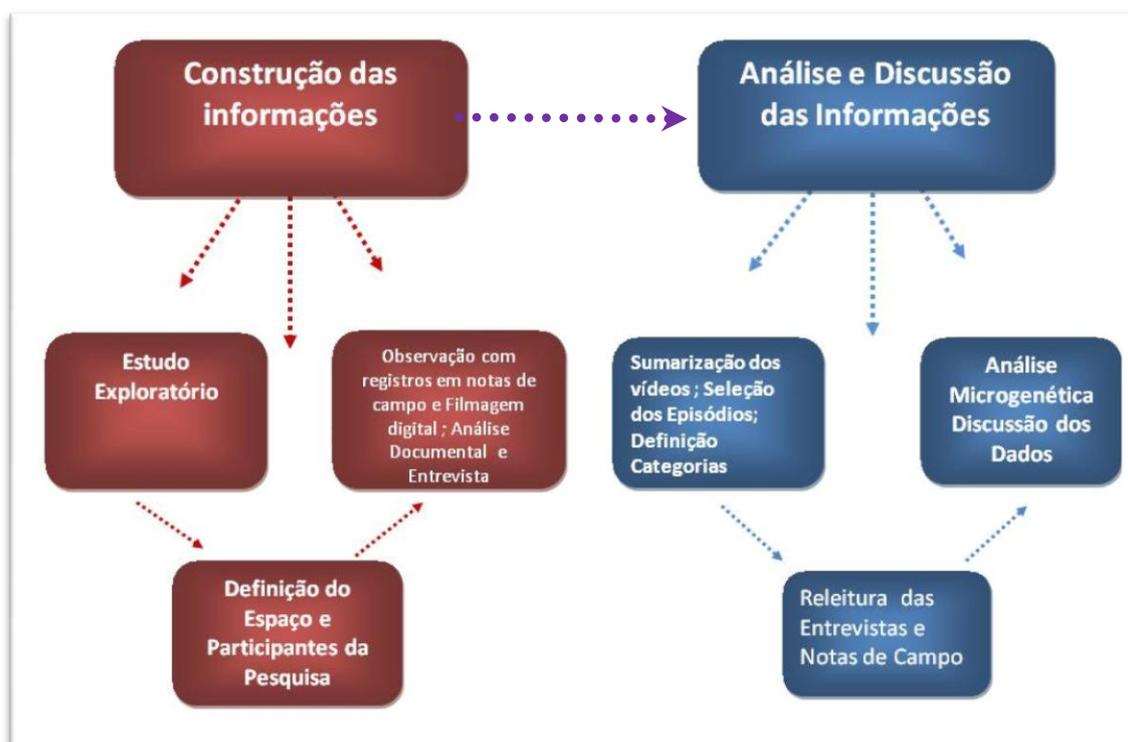 Construção das
informações
Análise e Discussão
das Informações
Estudo
Exploratório
Observação com
registros em notas de
campo e Filmagem
digital ; Análise
Documental e
Entrevista
Definição do
Espaço e
Participantes da
Pesquisa
Sumarização dos
vídeos ; Seleção
dos Episódios;
Definição
Categorias
Análise
Microgenética
Discussão dos
Dados
Releitura das
Entrevistas e
Notas de Campo